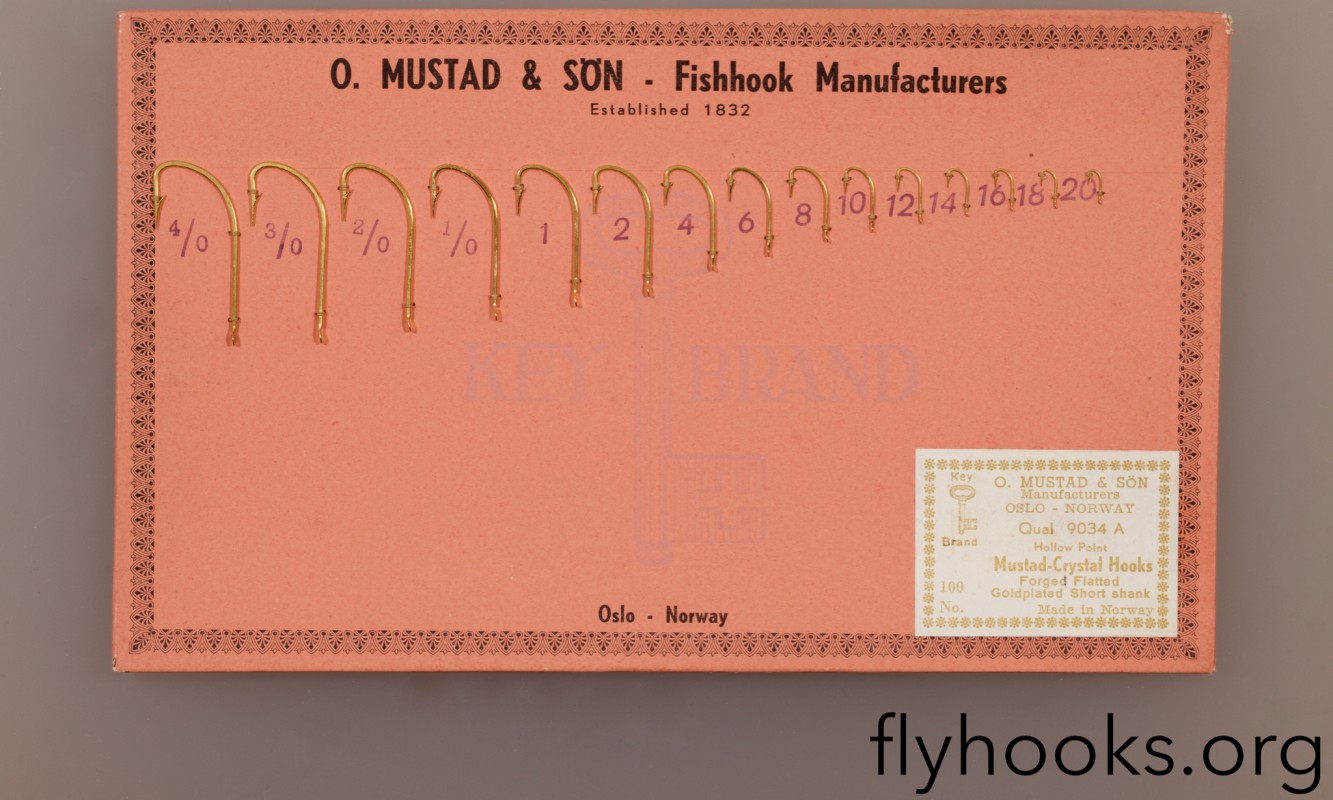 O. MUSTAD & SÖN - Fishhook Manufacturers
Established 1832
4/0 3/0 2/0 1/0 1 2 4 6 8 10 12 14 16 18 20
KEY BRAND
Key
Brand
100
No.
O. MUSTAD & SÖN
Manufacturers
OSLO - NORWAY
Qual 9034 A
Hollow Point
Mustad-Crystal Hooks
Forged Flatted
Goldplated Short shank
Made in Norway
Oslo - Norway
flyhooks.org